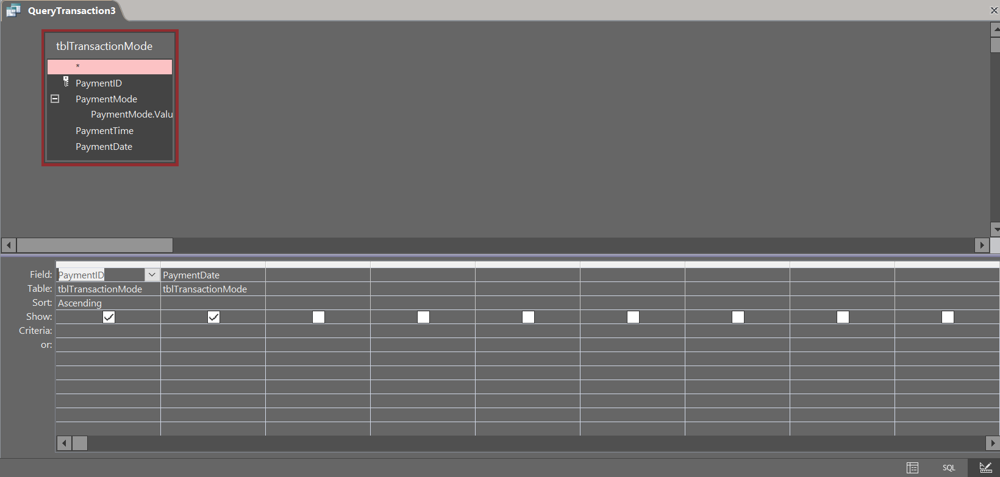 QueryTransaction3
tblTransactionMode
*
PaymentID
PaymentMode
PaymentMode.Valu
PaymentTime
PaymentDate
Field: PaymentID PaymentDate
Table: tblTransactionMode tblTransactionMode
Sort: Ascending
Show:
Criteria:
or:
SQL